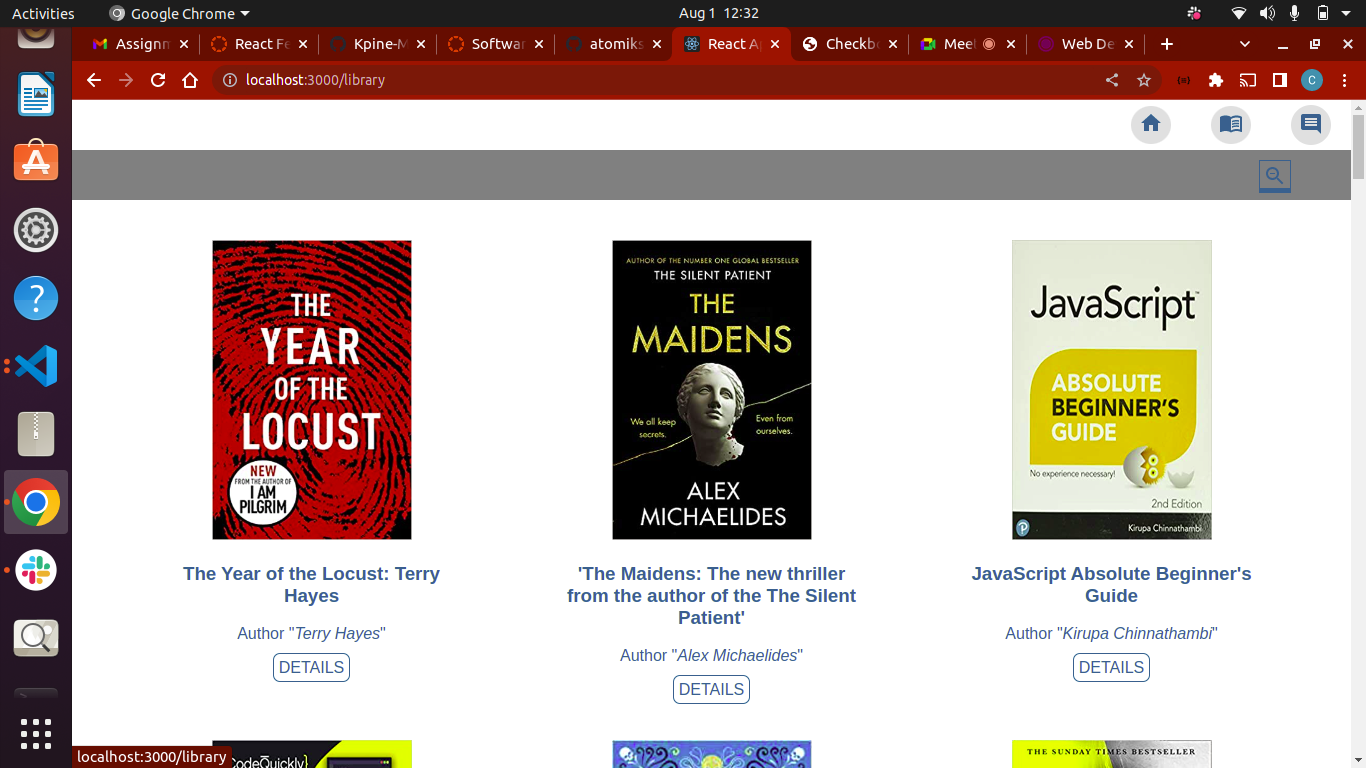 Activities
Google Chrome
Aug 1 12:32
Assignm
React Fe
Kpine-M
Softwar
atomiks
React Ap
Checkbo
Meet
Web De
localhost:3000/library
C
AUTHOR OF THE NUMBER ONE GLOBAL BESTSELLER
THE SILENT PATIENT
THE
MAIDENS
We all keep
secrets.
Even from
ourselves.
ALEX
MICHAELIDES
THE
YEAR
OF THE
LOCUST
NEW
FROM THE AUTHOR OF
I AM
PILGRIM
JavaScript™
ABSOLUTE
BEGINNER'S
GUIDE
No experience necessary!
2nd Edition
P
Kirupa Chinnathambi
The Year of the Locust: Terry
Hayes
Author "Terry Hayes"
DETAILS
'The Maidens: The new thriller
from the author of the The Silent
Patient'
Author "Alex Michaelides"
DETAILS
JavaScript Absolute Beginner's
Guide
Author "Kirupa Chinnathambi"
DETAILS
CodeQuickly}
THE SUNDAY TIMES BESTSELLER
localhost:3000/library